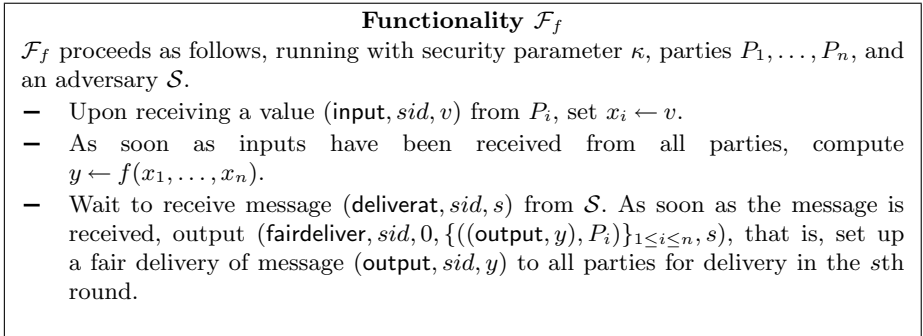 Functionality 𝓕_f
𝓕_f proceeds as follows, running with security parameter κ, parties P_1, . . . , P_n, and
an adversary 𝒮.
– Upon receiving a value (input, sid, v) from P_i, set x_i ← v.
– As soon as inputs have been received from all parties, compute
y ← f(x_1, . . . , x_n).
– Wait to receive message (deliverat, sid, s) from 𝒮. As soon as the message is
received, output (fairdeliver, sid, 0, {((output, y), P_i)}_{1≤i≤n}, s), that is, set up
a fair delivery of message (output, sid, y) to all parties for delivery in the sth
round.